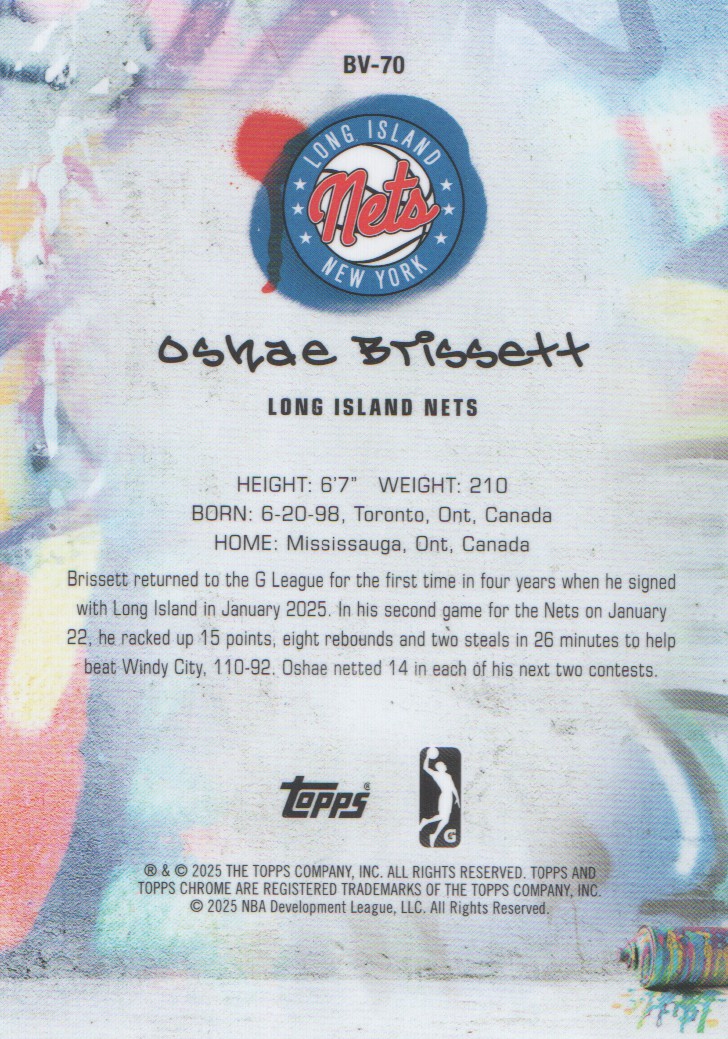 BV-70
LONG ISLAND
Nets
NEW YORK
Oshae Brissett
LONG ISLAND NETS
HEIGHT: 6'7" WEIGHT: 210
BORN: 6-20-98, Toronto, Ont, Canada
HOME: Mississauga, Ont, Canada
Brissett returned to the G League for the first time in four years when he signed
with Long Island in January 2025. In his second game for the Nets on January
22, he racked up 15 points, eight rebounds and two steals in 26 minutes to help
beat Windy City, 110-92. Oshae netted 14 in each of his next two contests.
topps®
G
® & © 2025 THE TOPPS COMPANY, INC. ALL RIGHTS RESERVED. TOPPS AND
TOPPS CHROME ARE REGISTERED TRADEMARKS OF THE TOPPS COMPANY, INC.
© 2025 NBA Development League, LLC. All Rights Reserved.